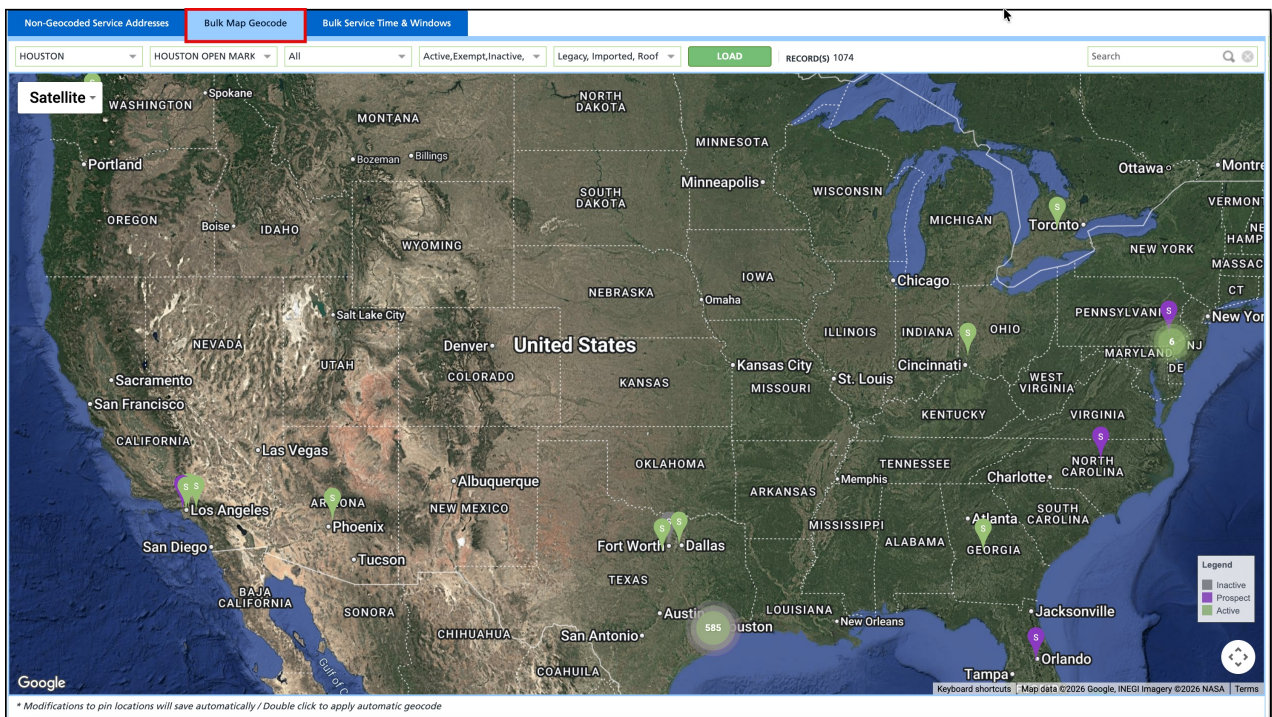 Non-Geocoded Service Addresses
Bulk Map Geocode
Bulk Service Time & Windows
HOUSTON
HOUSTON OPEN MARK
All
Active,Exempt,Inactive,
Legacy, Imported, Roof
LOAD
RECORD(S) 1074
Search
Satellite
WASHINGTON
Spokane
NORTH
DAKOTA
MONTANA
MINNESOTA
Portland
Bozeman
Billings
Ottawa
Montre
Minneapolis
WISCONSIN
SOUTH
DAKOTA
VERMONT
OREGON
Boise
IDAHO
MICHIGAN
S
Toronto
NE
HAMP
WYOMING
NEW YORK
MASSAC
IOWA
Chicago
CT
NEBRASKA
Omaha
Salt Lake City
PENNSYLVANI
S
New Yor
NEVADA
Denver
United States
ILLINOIS
INDIANA
S
OHIO
6
NJ
MARYLAND
UTAH
Kansas City
Cincinnati
DE
Sacramento
COLORADO
KANSAS
MISSOURI
St. Louis
WEST
VIRGINIA
San Francisco
KENTUCKY
VIRGINIA
CALIFORNIA
S
Las Vegas
OKLAHOMA
TENNESSEE
NORTH
CAROLINA
Albuquerque
Memphis
Charlotte
S S
ARKANSAS
Los Angeles
S
ARIZONA
NEW MEXICO
SOUTH
CAROLINA
Phoenix
S
S
MISSISSIPPI
Atlanta
S
San Diego
Fort Worth
Dallas
ALABAMA
GEORGIA
Tucson
TEXAS
Legend
Inactive
Prospect
Active
BAJA
CALIFORNIA
SONORA
Austin
LOUISIANA
Jacksonville
CHIHUAHUA
San Antonio
585
ouston
New Orleans
S
Orlando
Gulf of C
COAHUILA
Tampa
Google
Keyboard shortcuts
Map data ©2026 Google, INEGI Imagery ©2026 NASA
Terms
* Modifications to pin locations will save automatically / Double click to apply automatic geocode